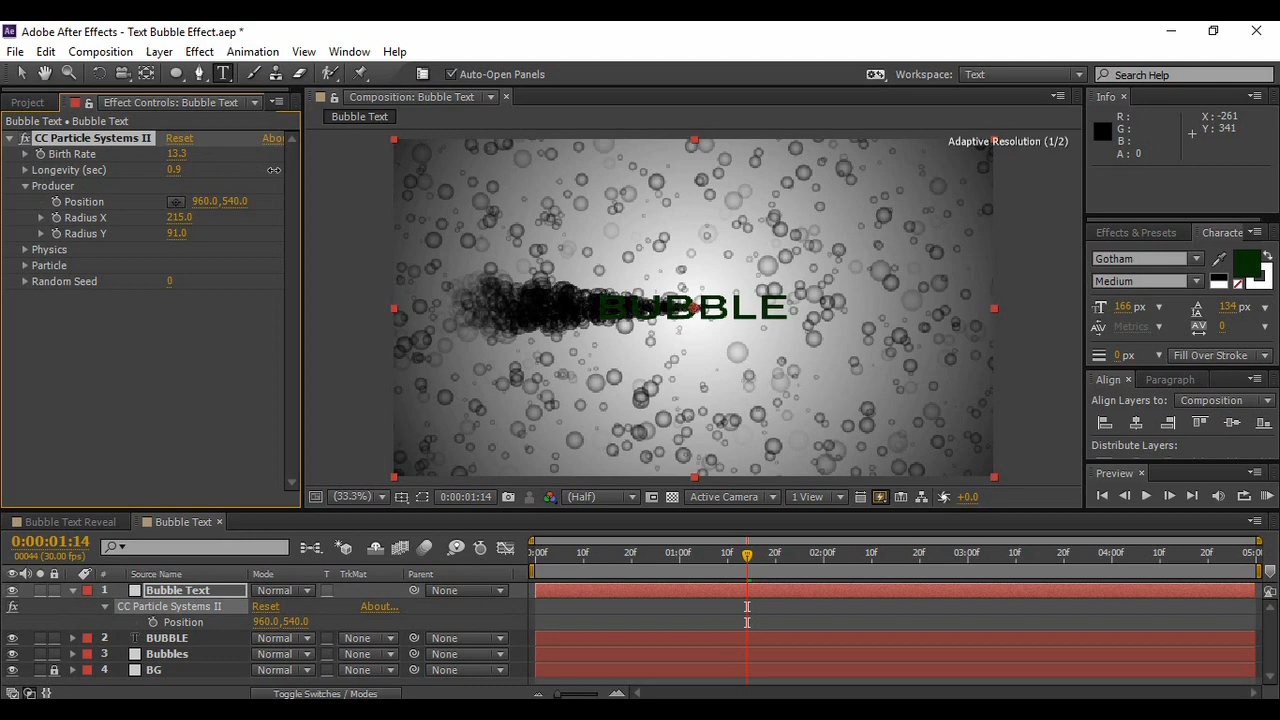 Adobe After Effects - Text Bubble Effect.aep *
File Edit Composition Layer Effect Animation View Window Help
Auto-Open Panels
Workspace: Text
Search Help
Project
Effect Controls: Bubble Text
Bubble Text • Bubble Text
fx CC Particle Systems II Reset Abou
Birth Rate 13.3
Longevity (sec) 0.9
Producer
Position 960.0,540.0
Radius X 215.0
Radius Y 91.0
Physics
Particle
Random Seed 0
Composition: Bubble Text
Bubble Text
Adaptive Resolution (1/2)
BUBBLE
(33.3%) 0:00:01:14 (Half) Active Camera 1 View +0.0
Info
R: X: -261
G: Y: 341
B:
A: 0
Effects & Presets Characte
Gotham
Medium
166 px 134 px
Metrics 0
0 px Fill Over Stroke
Align Paragraph
Align Layers to: Composition
Distribute Layers:
Preview
Bubble Text Reveal Bubble Text
0:00:01:14
00044 (30.00 fps)
:00f 10f 20f 01:00f 10f 20f 02:00f 10f 20f 03:00f 10f 20f 04:00f 10f 20f 05:0
# Source Name Mode T TrkMat Parent
1 Bubble Text Normal None
fx CC Particle Systems II Reset About...
Position 960.0,540.0
2 T BUBBLE Normal None None
3 Bubbles Normal None None
4 BG Normal None None
Toggle Switches / Modes